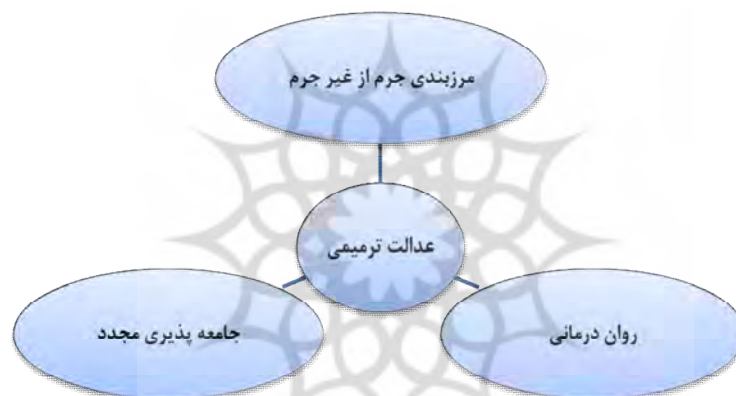 مرزبندی جرم از غیر جرم
عدالت ترمیمی
روان درمانی
جامعه پذیری مجدد